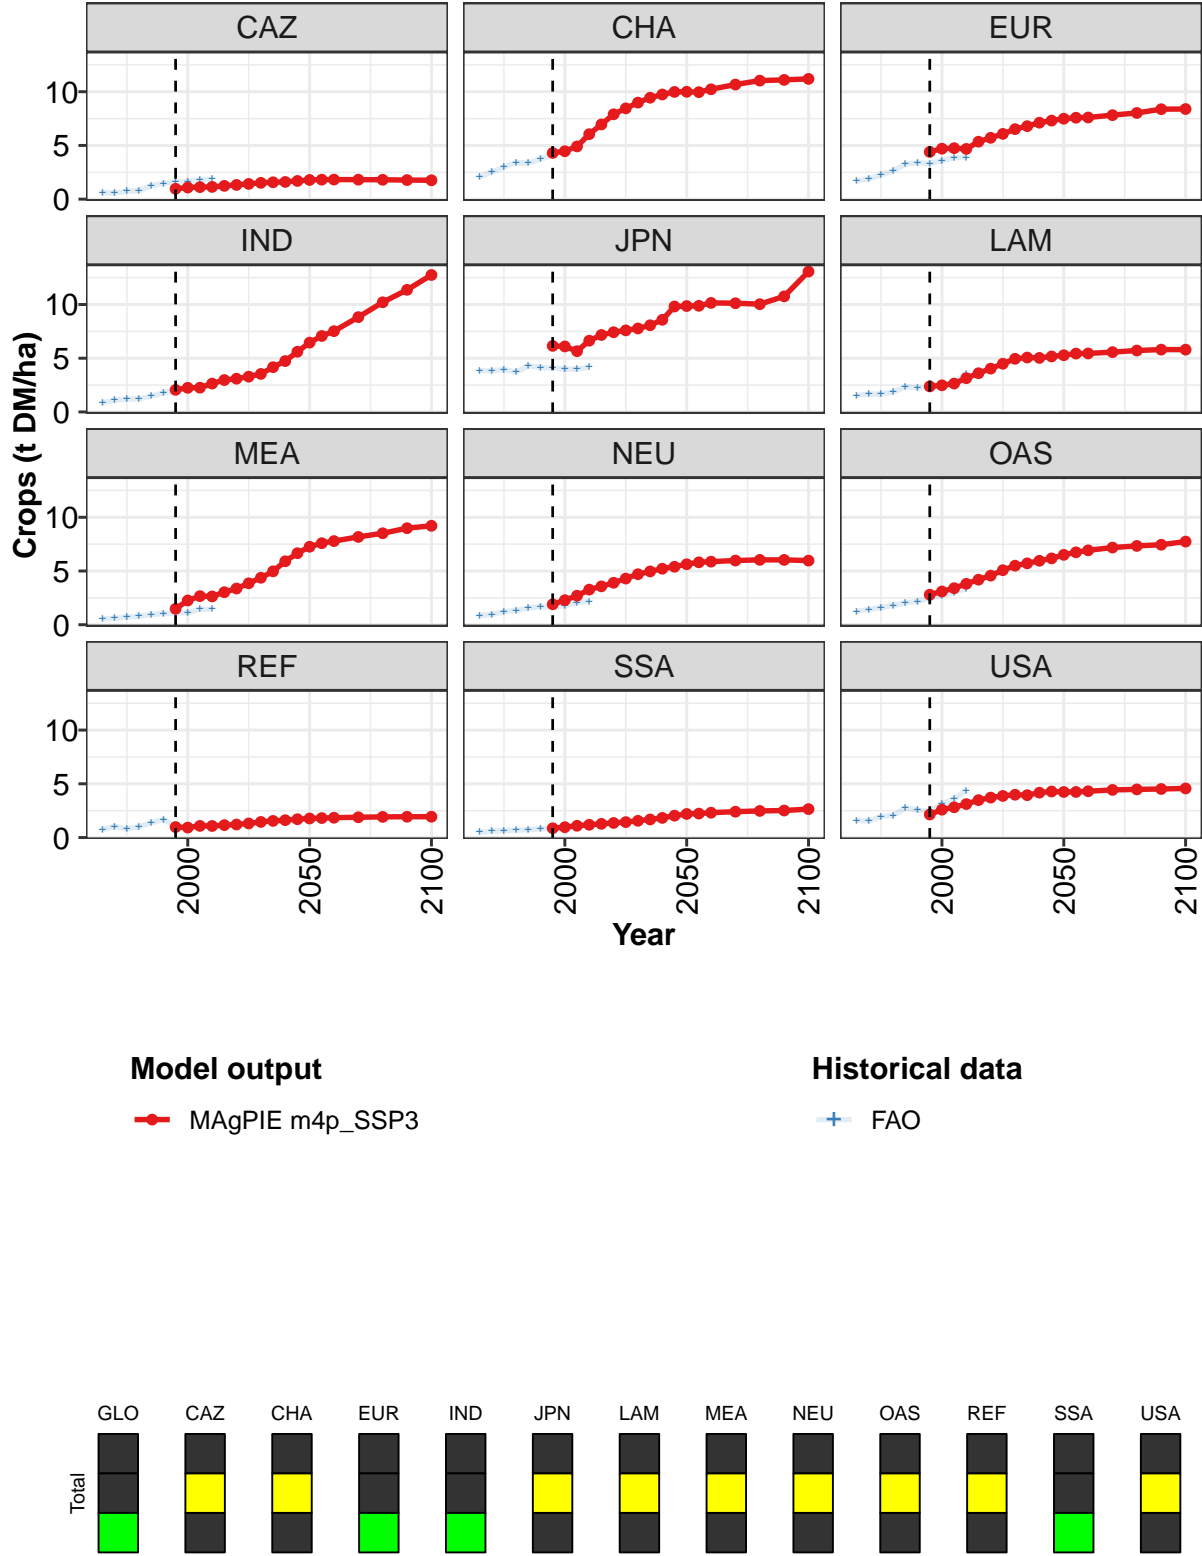 CAZ CHA EUR
10
5
0
IND JPN LAM
10
5
0
MEA NEU OAS
10
5
0
REF SSA USA
10
5
0
Crops (t DM/ha)
2000 2050 2100 2000 2050 2100 2000 2050 2100
Year
Model output Historical data
MAgPIE m4p_SSP3 FAO
GLO CAZ CHA EUR IND JPN LAM MEA NEU OAS REF SSA USA
Total